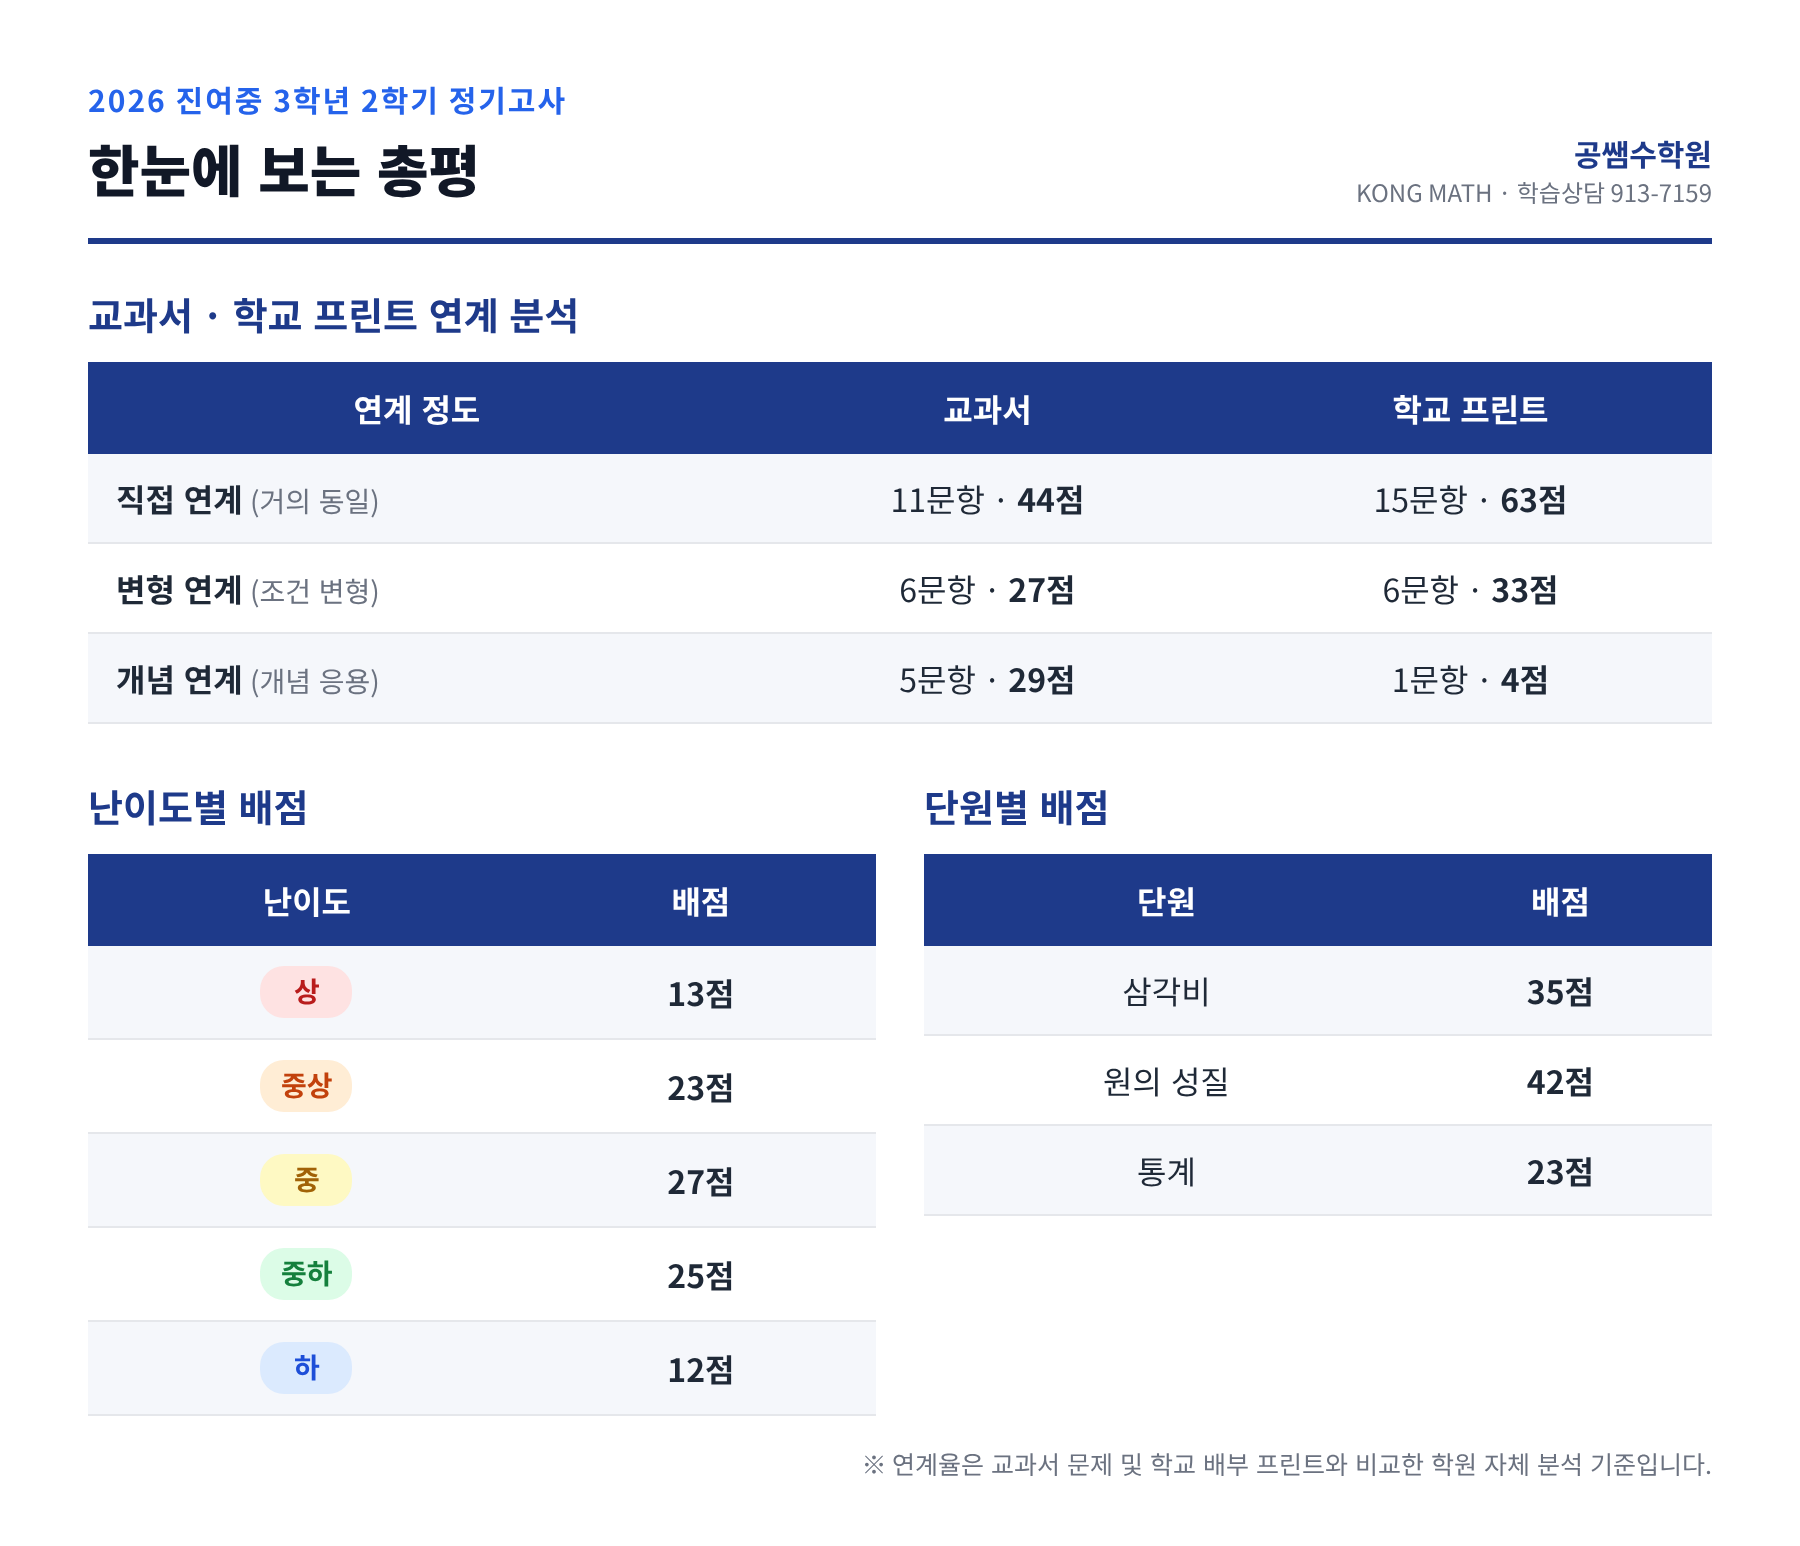 2026 진여중 3학년 2학기 정기고사
한눈에 보는 총평
공쌤수학원
KONG MATH · 학습상담 913-7159
교과서 · 학교 프린트 연계 분석
연계 정도 교과서 학교 프린트
직접 연계 (거의 동일) 11문항 · 44점 15문항 · 63점
변형 연계 (조건 변형) 6문항 · 27점 6문항 · 33점
개념 연계 (개념 응용) 5문항 · 29점 1문항 · 4점
난이도별 배점
난이도 배점
상 13점
중상 23점
중 27점
중하 25점
하 12점
단원별 배점
단원 배점
삼각비 35점
원의 성질 42점
통계 23점
※ 연계율은 교과서 문제 및 학교 배부 프린트와 비교한 학원 자체 분석 기준입니다.